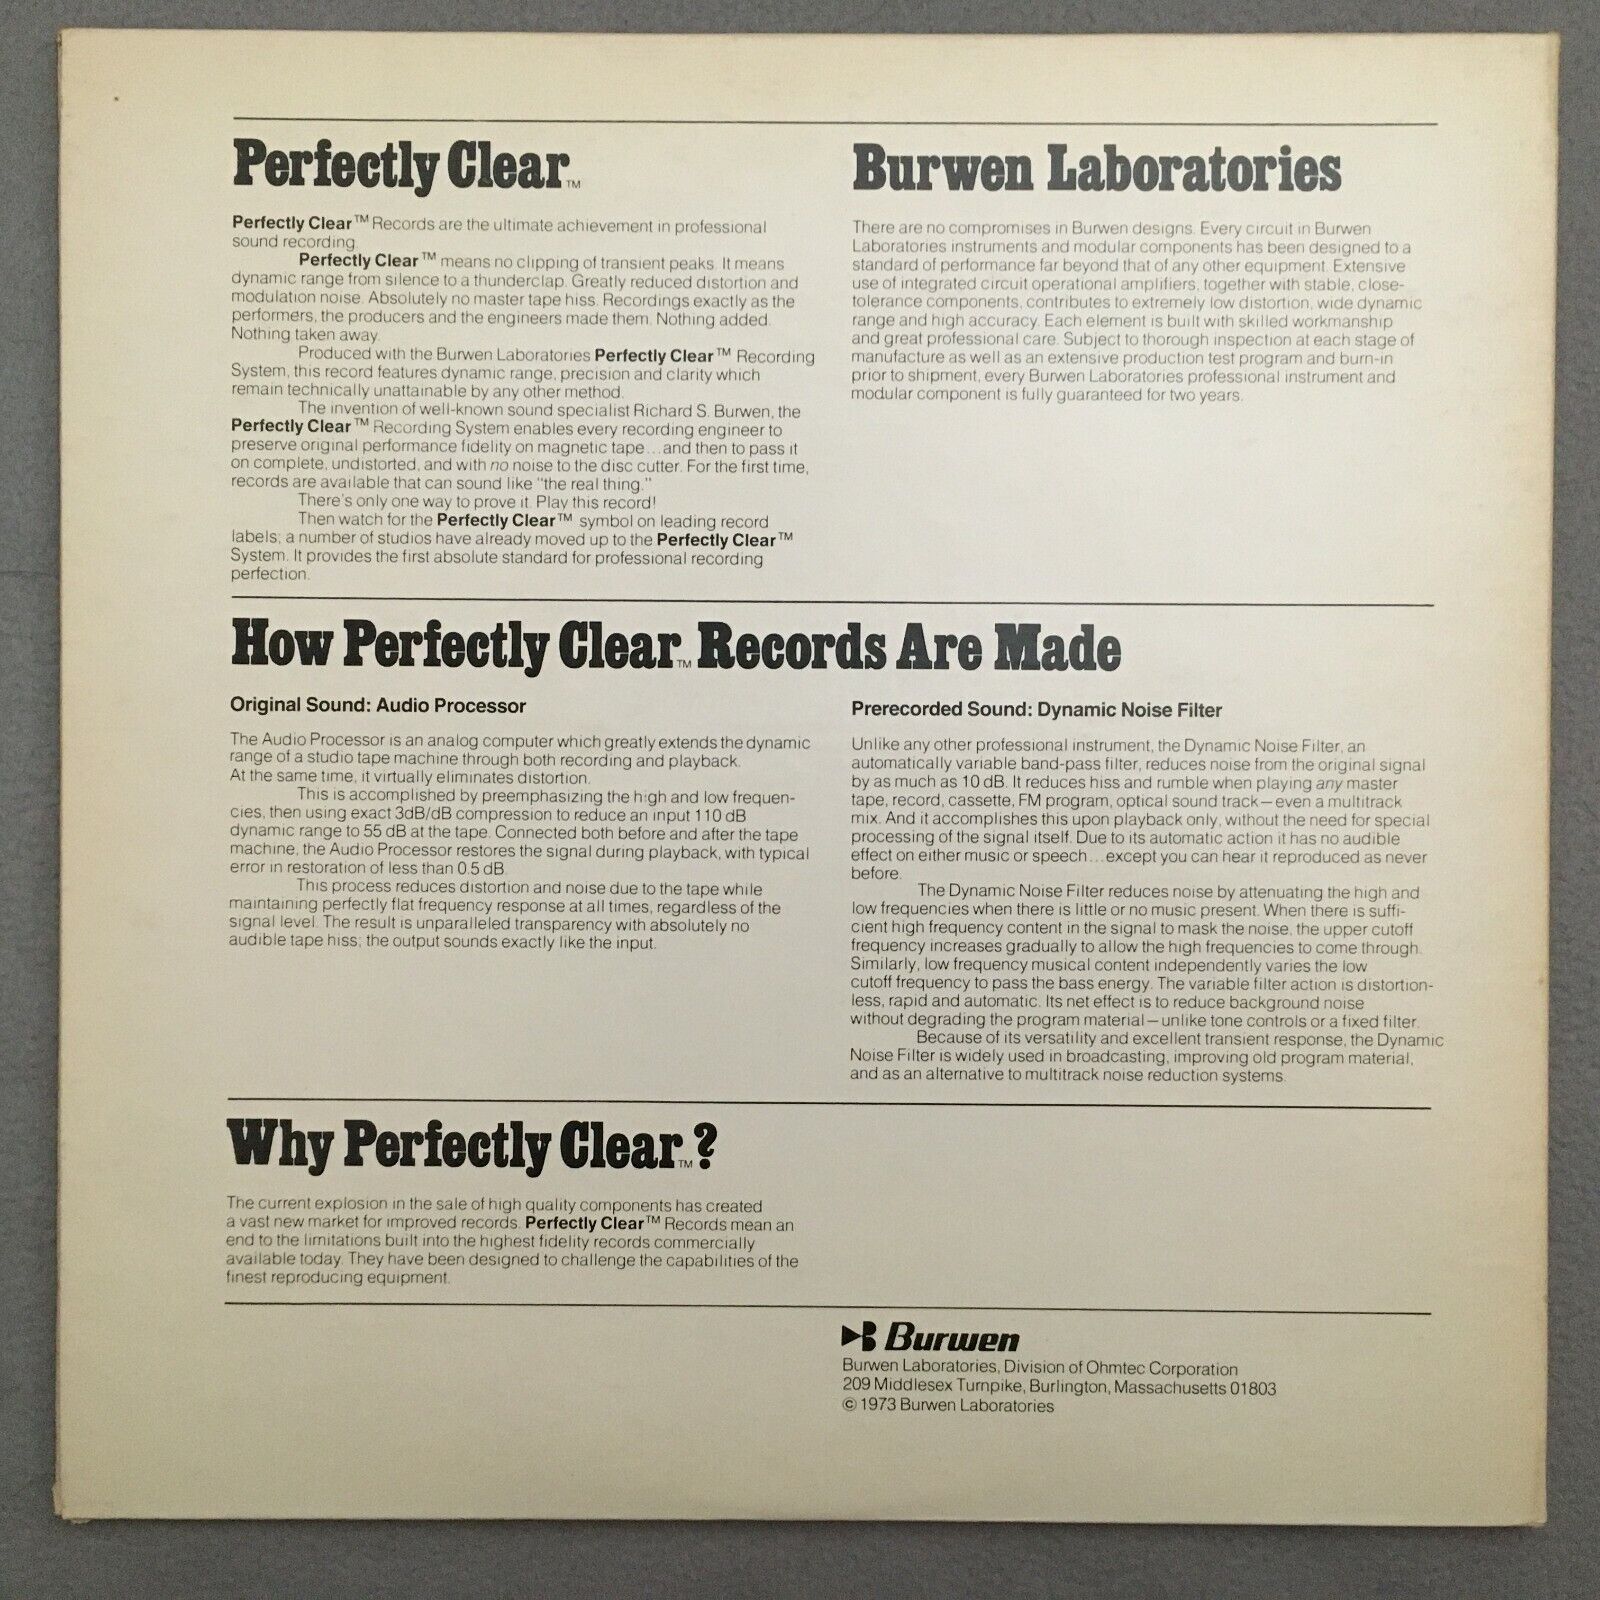 Perfectly Clear™
Perfectly Clear™ Records are the ultimate achievement in professional
sound recording.
Perfectly Clear™ means no clipping of transient peaks. It means
dynamic range from silence to a thunderclap. Greatly reduced distortion and
modulation noise. Absolutely no master tape hiss. Recordings exactly as the
performers, the producers and the engineers made them. Nothing added.
Nothing taken away.
Produced with the Burwen Laboratories Perfectly Clear™ Recording
System, this record features dynamic range, precision and clarity which
remain technically unattainable by any other method.
The invention of well-known sound specialist Richard S. Burwen, the
Perfectly Clear™ Recording System enables every recording engineer to
preserve original performance fidelity on magnetic tape...and then to pass it
on complete, undistorted, and with no noise to the disc cutter. For the first time,
records are available that can sound like "the real thing."
There's only one way to prove it. Play this record!
Then watch for the Perfectly Clear™ symbol on leading record
labels; a number of studios have already moved up to the Perfectly Clear™
System. It provides the first absolute standard for professional recording
perfection.
Burwen Laboratories
There are no compromises in Burwen designs. Every circuit in Burwen
Laboratories instruments and modular components has been designed to a
standard of performance far beyond that of any other equipment. Extensive
use of integrated circuit operational amplifiers, together with stable, close-
tolerance components, contributes to extremely low distortion, wide dynamic
range and high accuracy. Each element is built with skilled workmanship
and great professional care. Subject to thorough inspection at each stage of
manufacture as well as an extensive production test program and burn-in
prior to shipment, every Burwen Laboratories professional instrument and
modular component is fully guaranteed for two years.
How Perfectly Clear™ Records Are Made
Original Sound: Audio Processor
The Audio Processor is an analog computer which greatly extends the dynamic
range of a studio tape machine through both recording and playback.
At the same time, it virtually eliminates distortion.
This is accomplished by preemphasizing the high and low frequen-
cies, then using exact 3dB/dB compression to reduce an input 110 dB
dynamic range to 55 dB at the tape. Connected both before and after the tape
machine, the Audio Processor restores the signal during playback, with typical
error in restoration of less than 0.5 dB.
This process reduces distortion and noise due to the tape while
maintaining perfectly flat frequency response at all times, regardless of the
signal level. The result is unparalleled transparency with absolutely no
audible tape hiss; the output sounds exactly like the input.
Prerecorded Sound: Dynamic Noise Filter
Unlike any other professional instrument, the Dynamic Noise Filter, an
automatically variable band-pass filter, reduces noise from the original signal
by as much as 10 dB. It reduces hiss and rumble when playing any master
tape, record, cassette, FM program, optical sound track—even a multitrack
mix. And it accomplishes this upon playback only, without the need for special
processing of the signal itself. Due to its automatic action it has no audible
effect on either music or speech...except you can hear it reproduced as never
before.
The Dynamic Noise Filter reduces noise by attenuating the high and
low frequencies when there is little or no music present. When there is suffi-
cient high frequency content in the signal to mask the noise, the upper cutoff
frequency increases gradually to allow the high frequencies to come through.
Similarly, low frequency musical content independently varies the low
cutoff frequency to pass the bass energy. The variable filter action is distortion-
less, rapid and automatic. Its net effect is to reduce background noise
without degrading the program material—unlike tone controls or a fixed filter.
Because of its versatility and excellent transient response, the Dynamic
Noise Filter is widely used in broadcasting, improving old program material,
and as an alternative to multitrack noise reduction systems.
Why Perfectly Clear™?
The current explosion in the sale of high quality components has created
a vast new market for improved records. Perfectly Clear™ Records mean an
end to the limitations built into the highest fidelity records commercially
available today. They have been designed to challenge the capabilities of the
finest reproducing equipment.
Burwen
Burwen Laboratories, Division of Ohmtec Corporation
209 Middlesex Turnpike, Burlington, Massachusetts 01803
© 1973 Burwen Laboratories